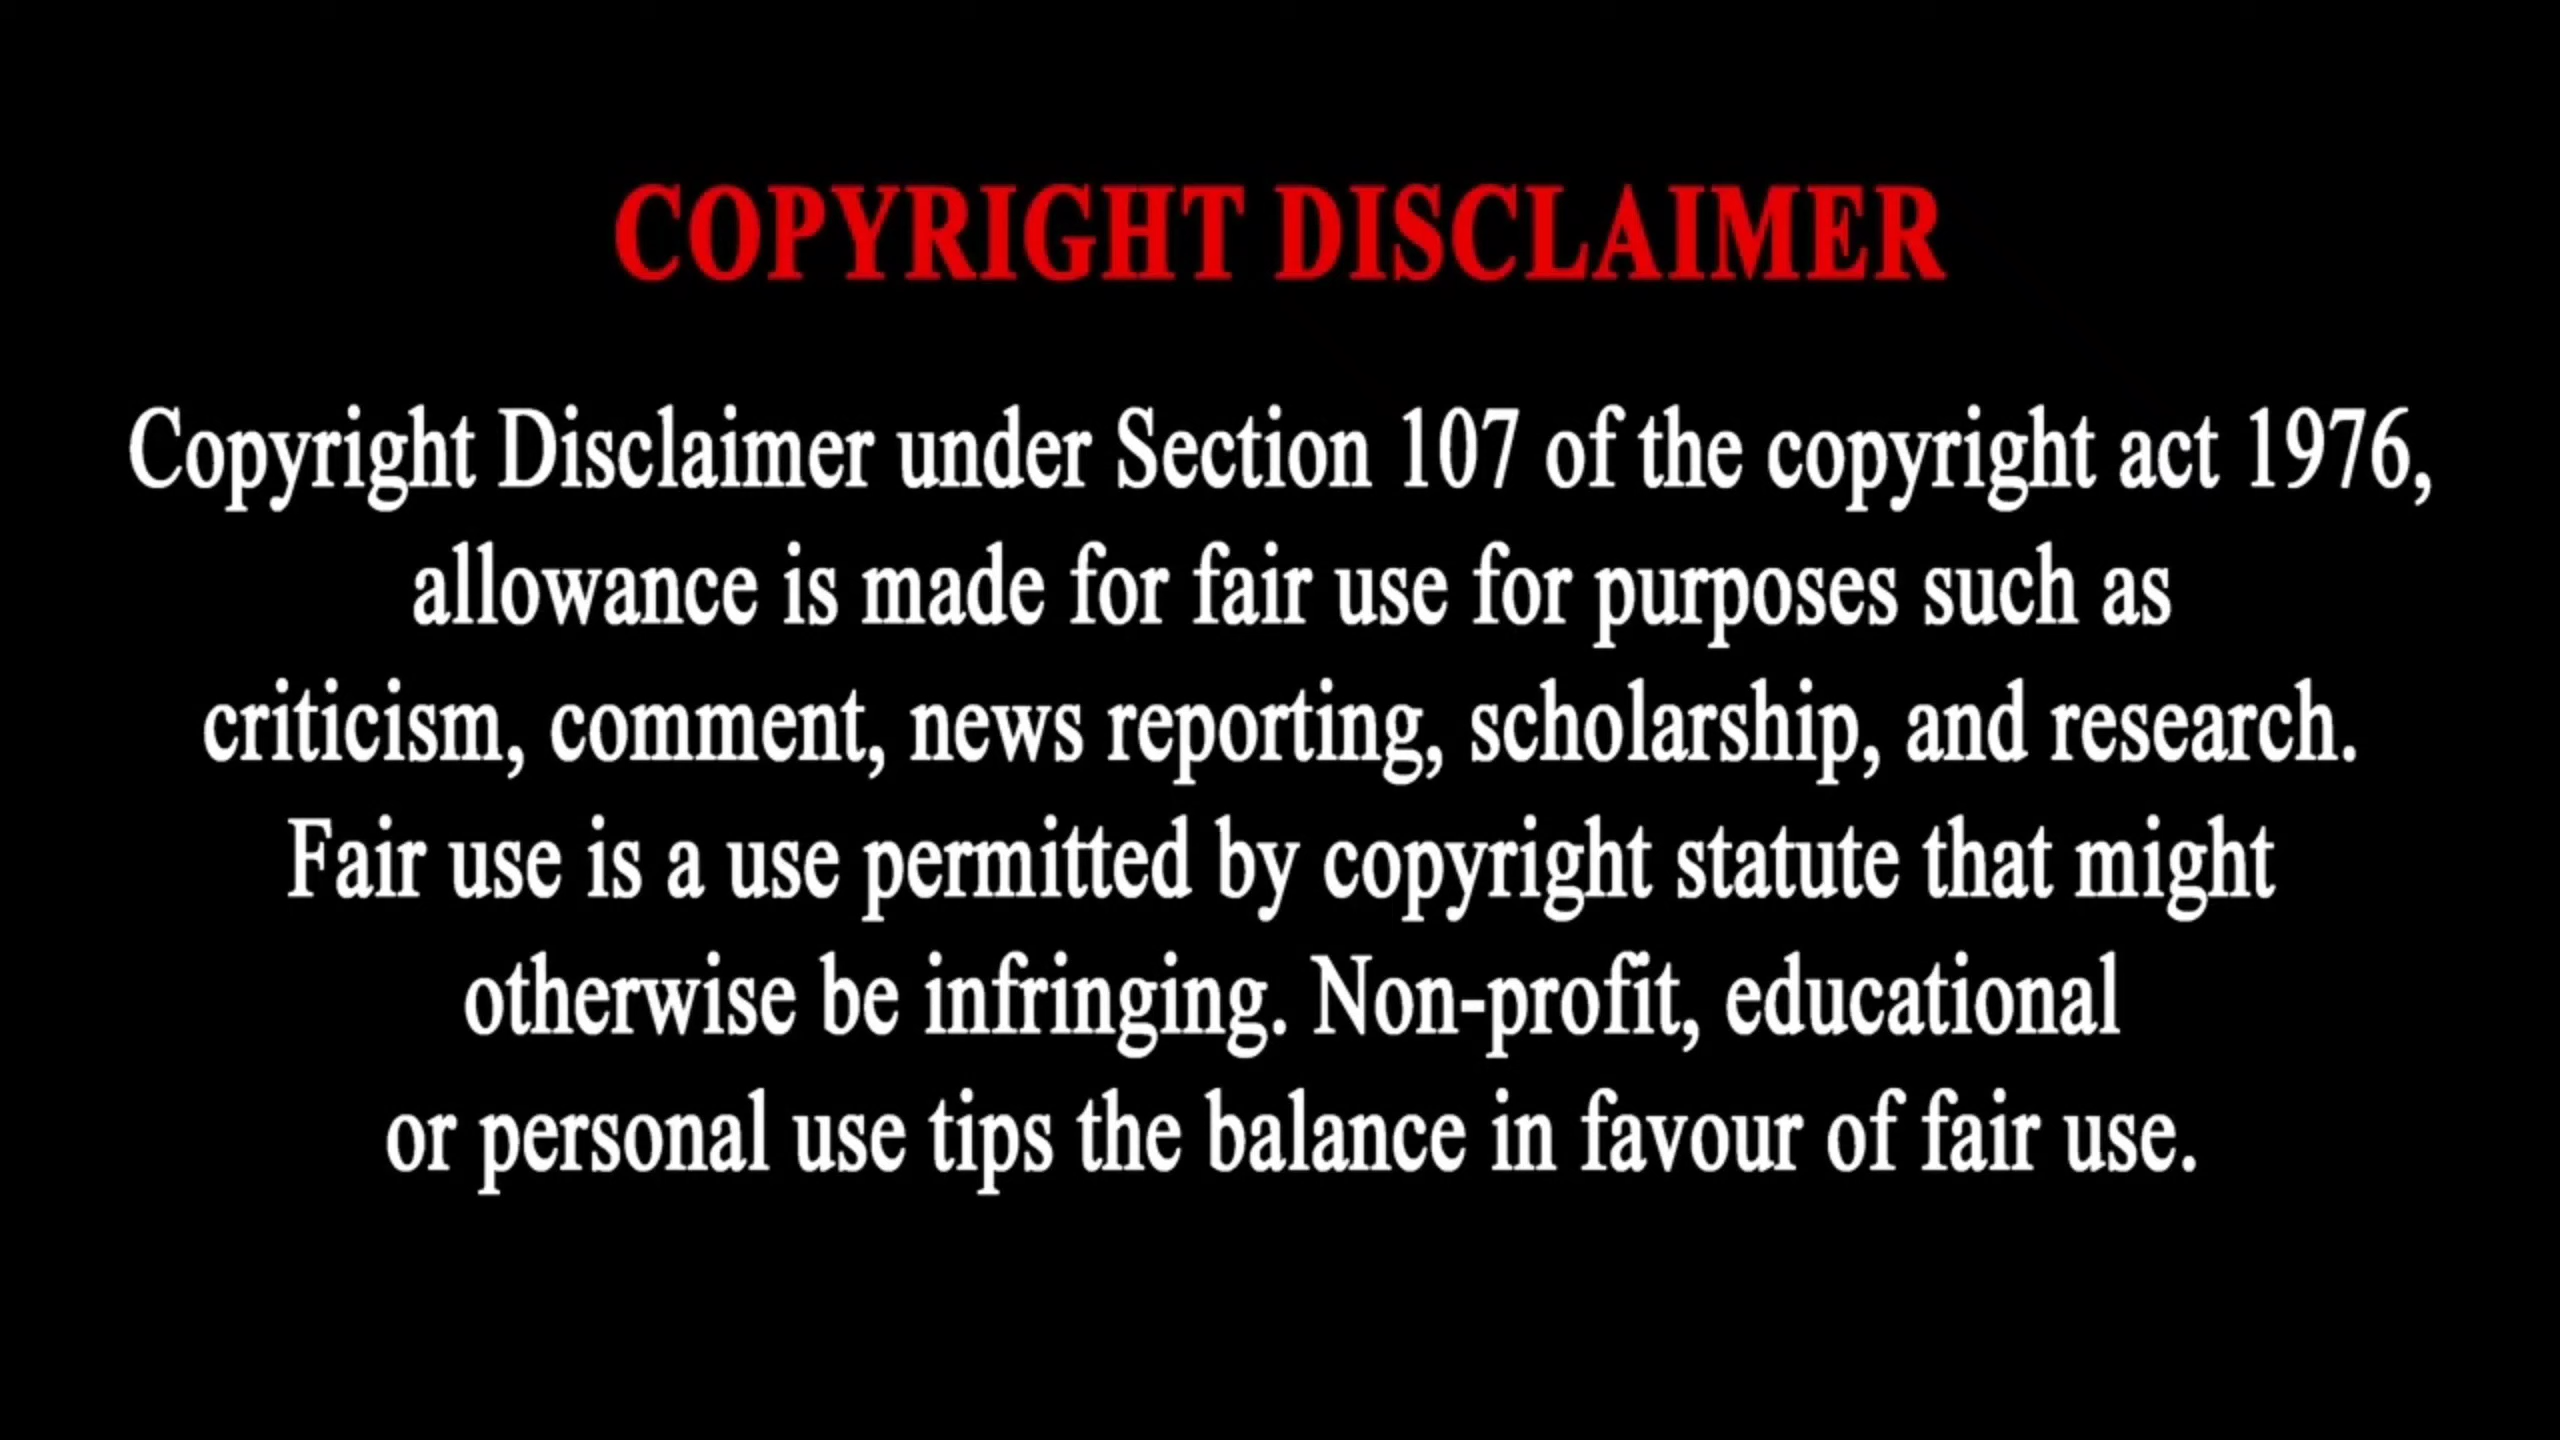 COPYRIGHT DISCLAIMER
Copyright Disclaimer under Section 107 of the copyright act 1976,
allowance is made for fair use for purposes such as
criticism, comment, news reporting, scholarship, and research.
Fair use is a use permitted by copyright statute that might
otherwise be infringing. Non-profit, educational
or personal use tips the balance in favour of fair use.